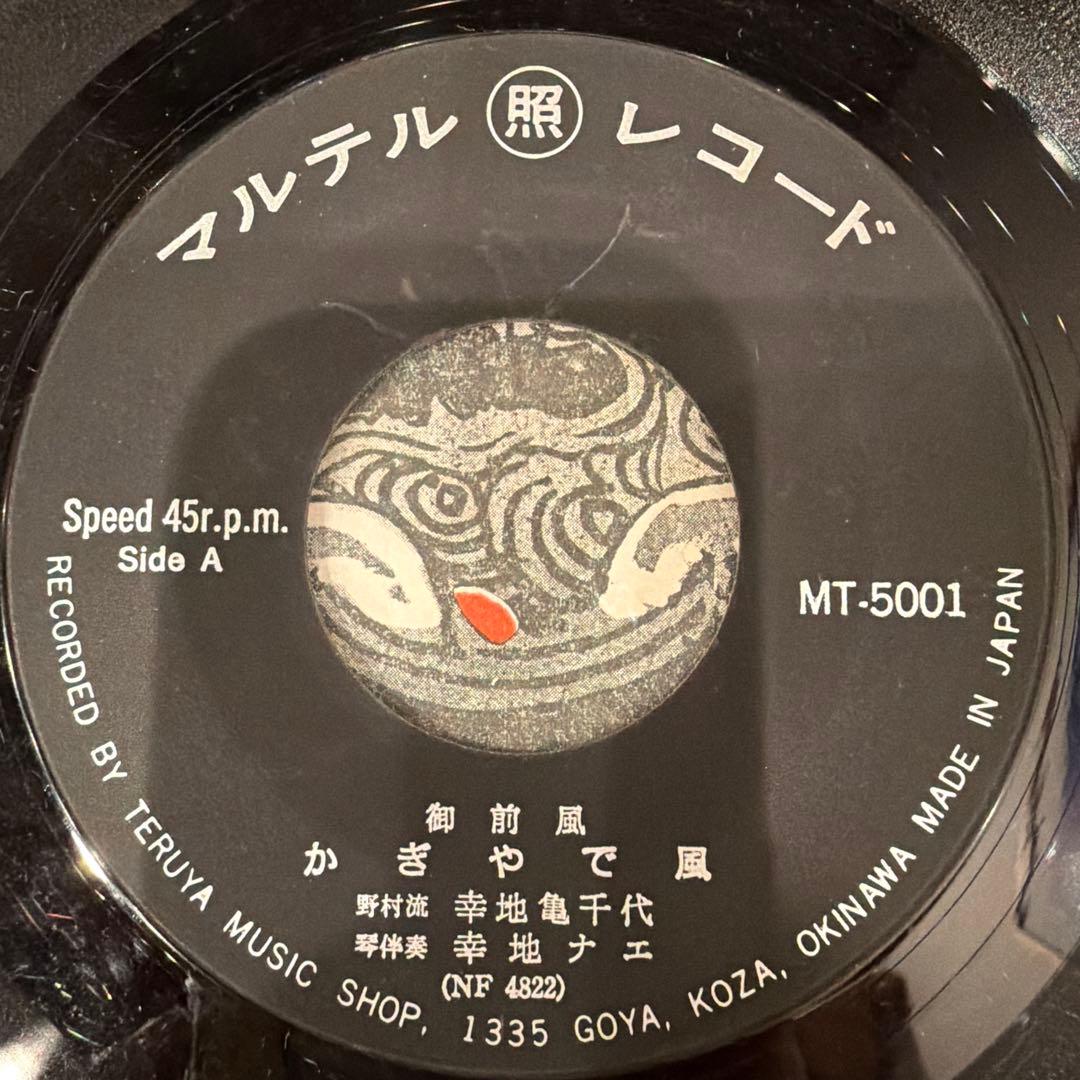 マルテル 照 レコード
Speed 45r.p.m.
Side A
MT-5001
御前風
かぎやで風
野村流 幸地亀千代
琴伴奏 幸地ナエ
(NF 4822)
RECORDED BY TERUYA MUSIC SHOP, 1335 GOYA, KOZA, OKINAWA MADE IN JAPAN